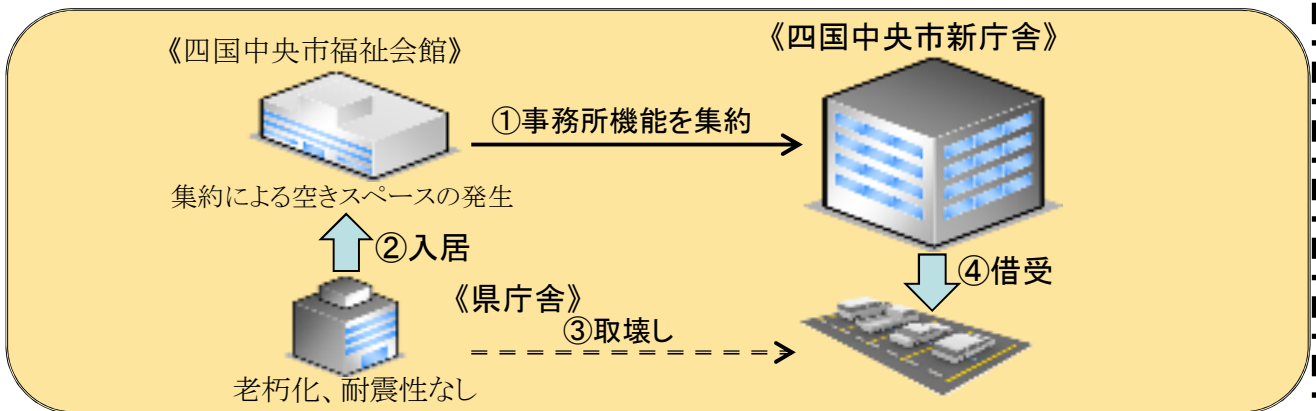 《四国中央市福祉会館》
《四国中央市新庁舎》
①事務所機能を集約
集約による空きスペースの発生
②入居
④借受
《県庁舎》
③取壊し
老朽化、耐震性なし